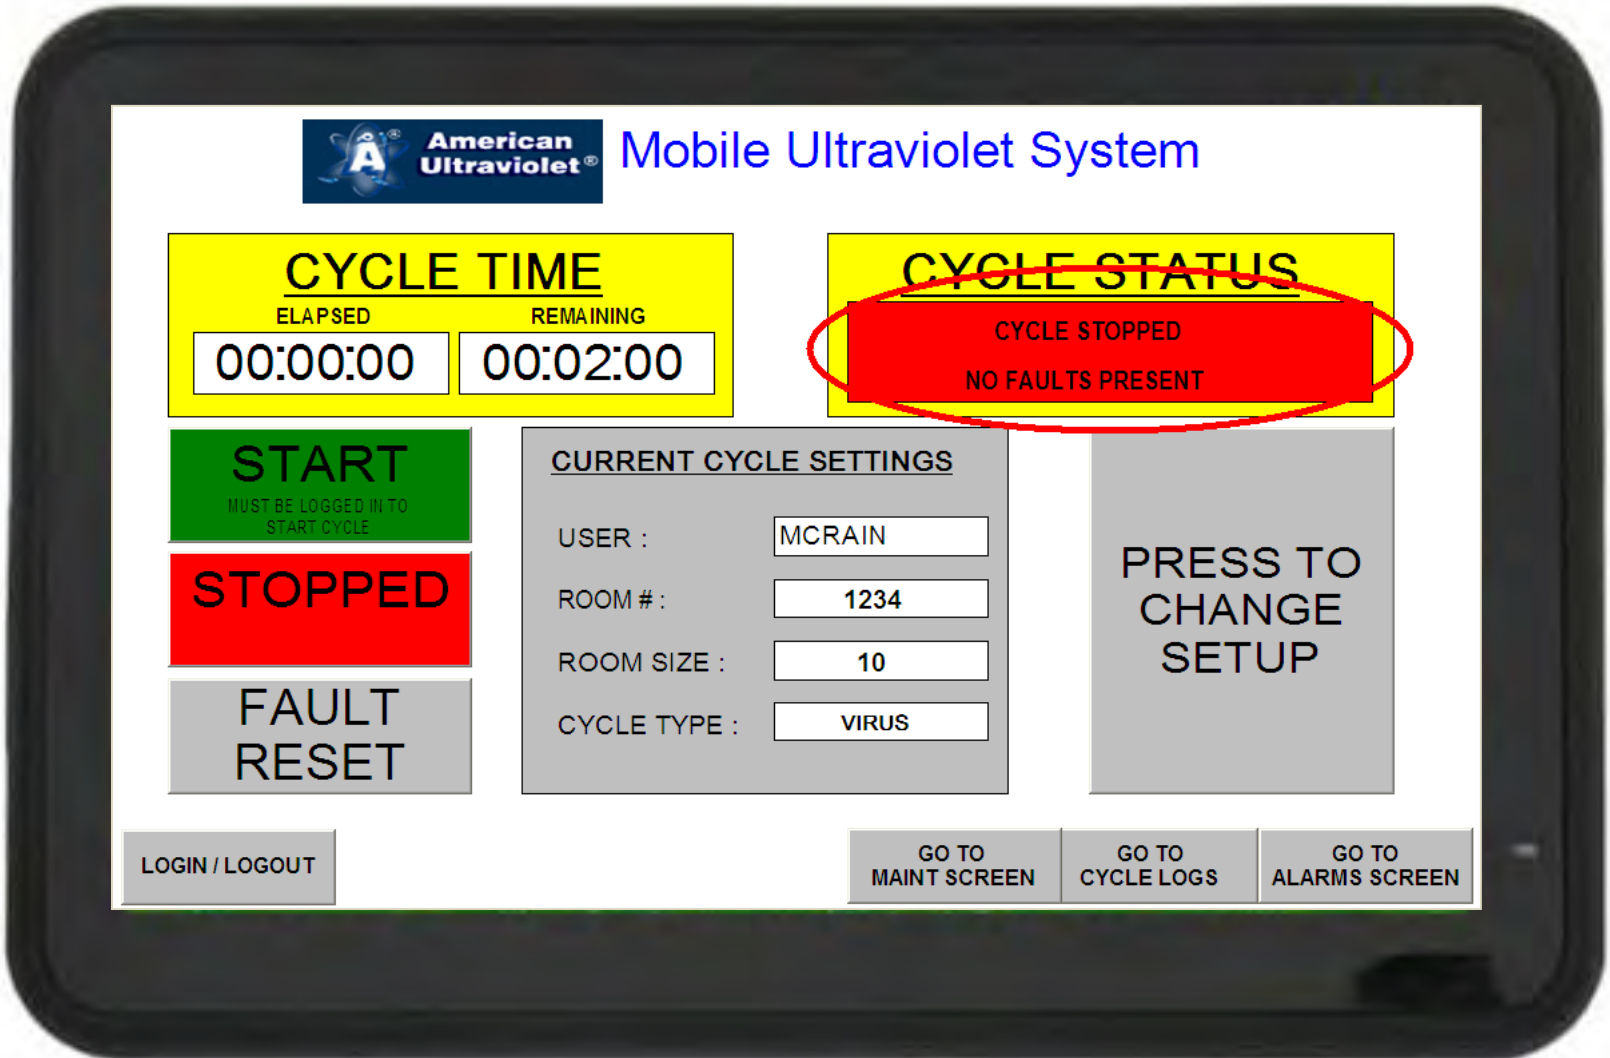 American
Ultraviolet®
Mobile Ultraviolet System
CYCLE TIME
ELAPSED
REMAINING
00:00:00
00:02:00
CYCLE STATUS
CYCLE STOPPED
NO FAULTS PRESENT
START
MUST BE LOGGED IN TO
START CYCLE
STOPPED
FAULT
RESET
CURRENT CYCLE SETTINGS
USER : MCRAIN
ROOM # : 1234
ROOM SIZE : 10
CYCLE TYPE : VIRUS
PRESS TO
CHANGE
SETUP
LOGIN / LOGOUT
GO TO
MAINT SCREEN
GO TO
CYCLE LOGS
GO TO
ALARMS SCREEN